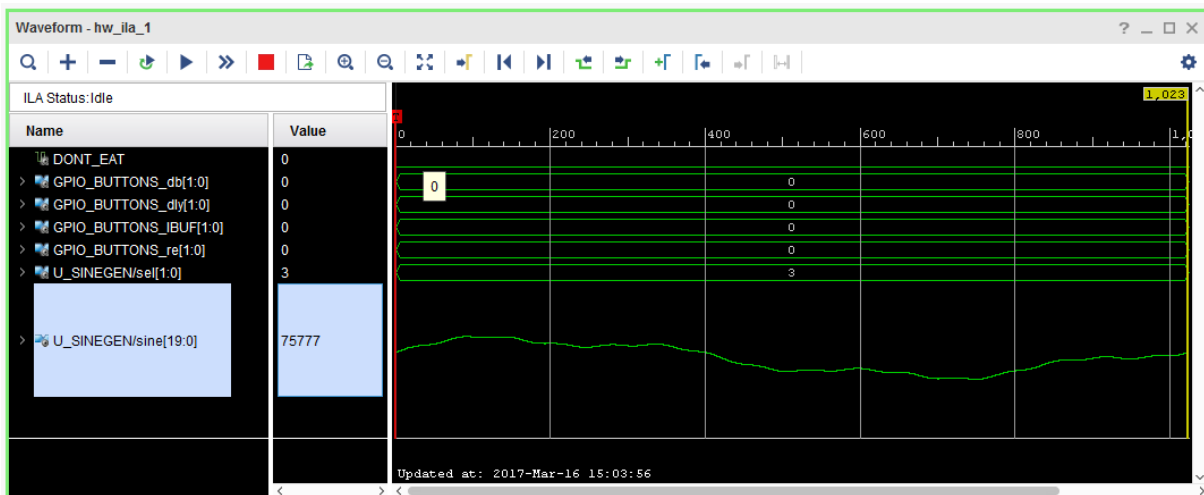 Waveform - hw_ila_1
ILA Status:Idle
1,023
Name Value
0 200 400 600 800 1,0
DONT_EAT 0
GPIO_BUTTONS_db[1:0] 0 0 0
GPIO_BUTTONS_dly[1:0] 0 0
GPIO_BUTTONS_IBUF[1:0] 0 0
GPIO_BUTTONS_re[1:0] 0 0
U_SINEGEN/sel[1:0] 3 3
U_SINEGEN/sine[19:0] 75777
Updated at: 2017-Mar-16 15:03:56